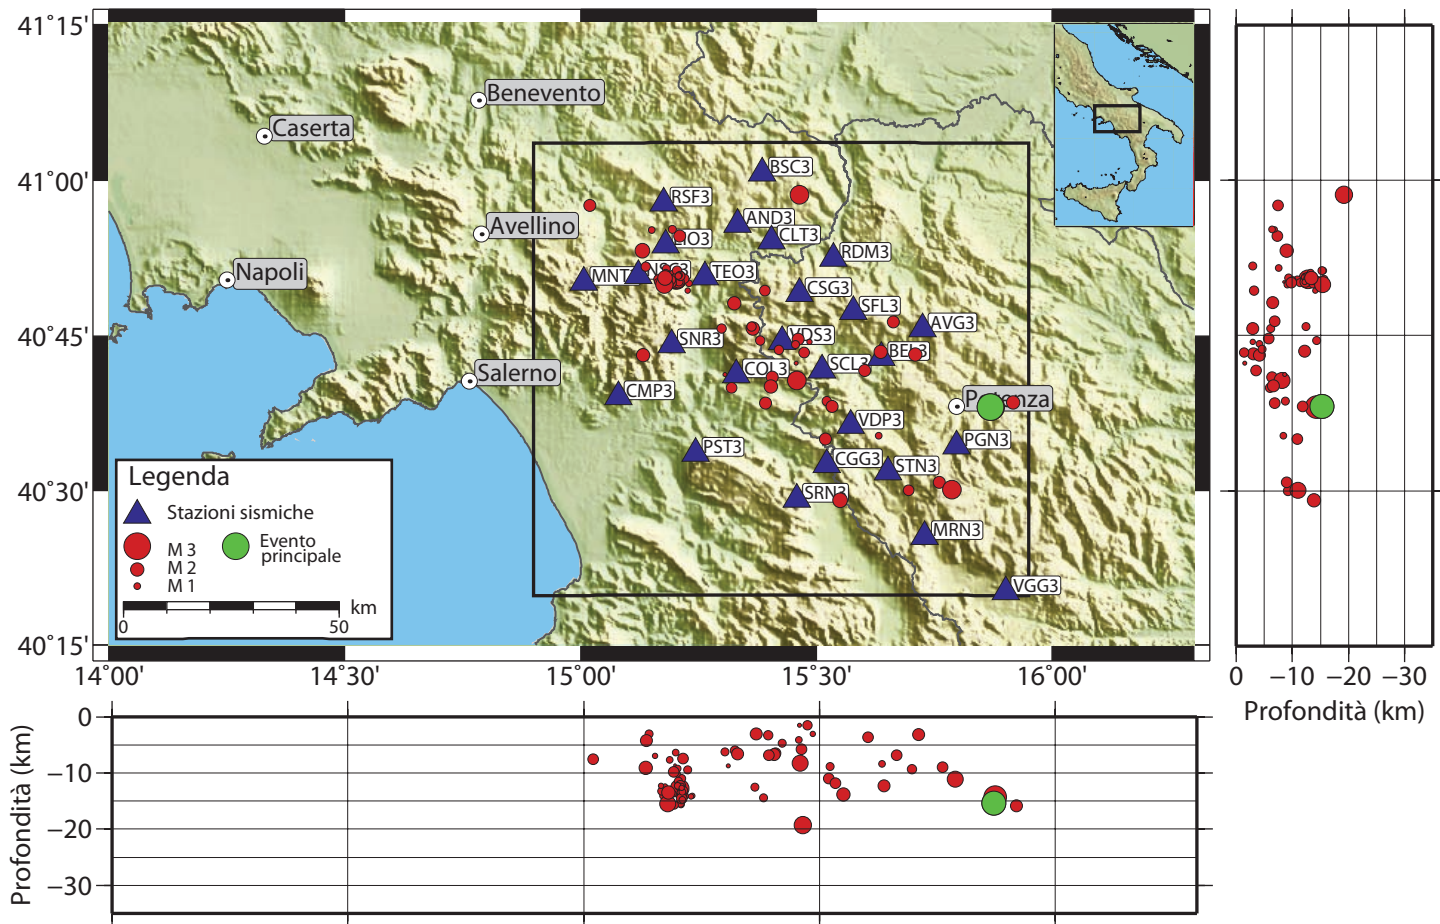 41°15'
41°00'
40°45'
40°30'
40°15'
14°00'
14°30'
15°00'
15°30'
16°00'
Benevento
Caserta
Avellino
Napoli
Salerno
BSC3
RSF3
AND3
CLT3
RDM3
TEO3
CSG3
SFL3
AVG3
SNR3
VDS3
SCL3
COL3
CMP3
VDP3
PGN3
PST3
CGG3
STN3
SRN3
MRN3
VGG3
Legenda
Stazioni sismiche
M 3
M 2
M 1
Evento
principale
km
0
50
0
−10
−20
−30
Profondità (km)
0
−10
−20
−30
Profondità (km)